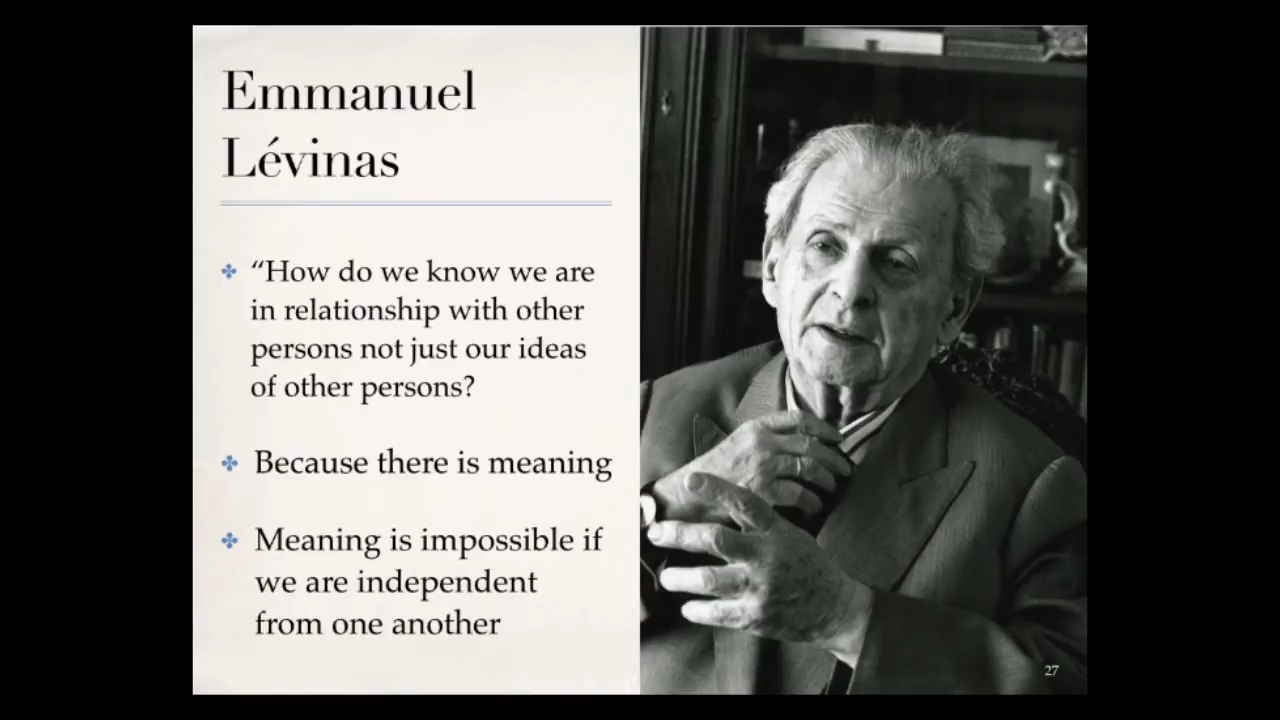 Emmanuel
Lévinas
“How do we know we are
in relationship with other
persons not just our ideas
of other persons?
Because there is meaning
Meaning is impossible if
we are independent
from one another
27